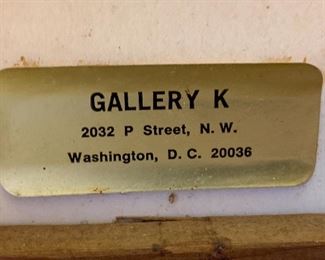 GALLERY K
2032 P Street, N. W.
Washington, D. C. 20036